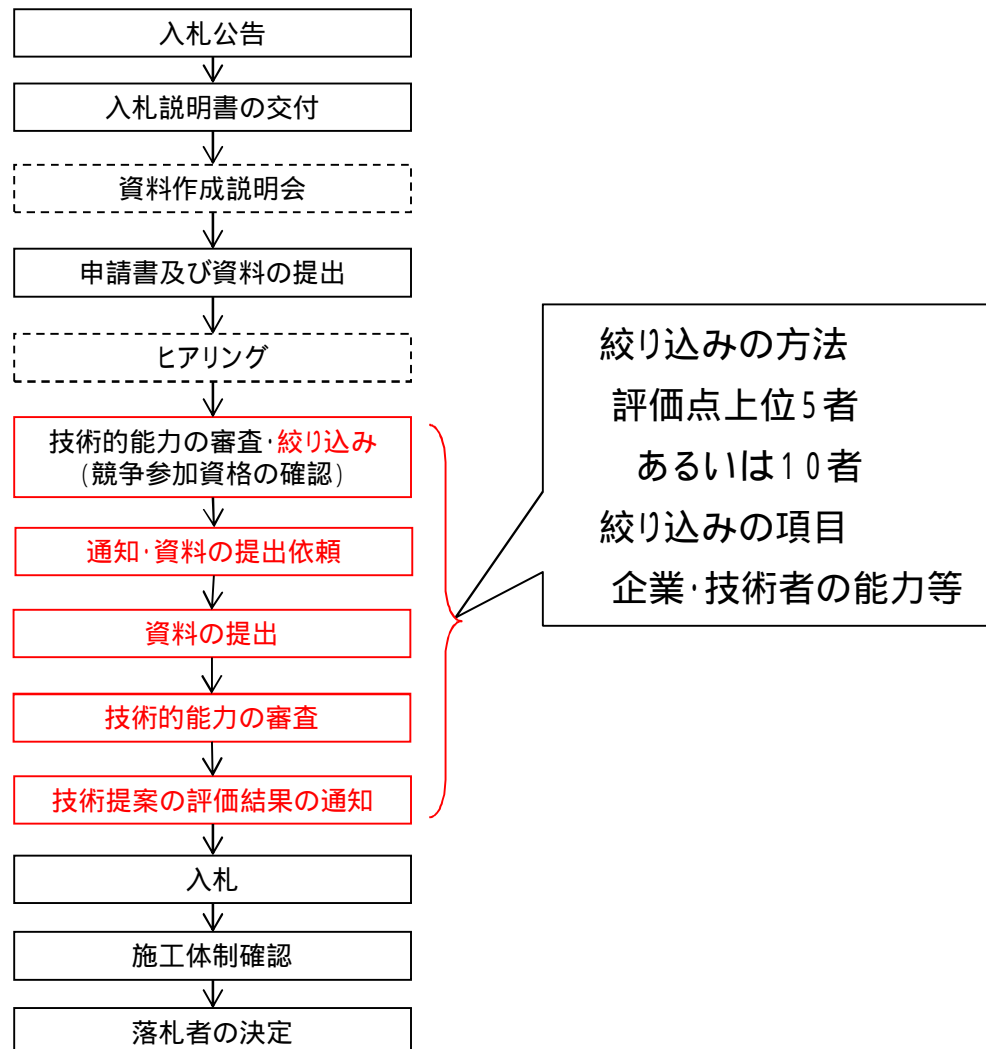 入札公告
入札説明書の交付
資料作成説明会
申請書及び資料の提出
ヒアリング
技術的能力の審査･絞り込み
(競争参加資格の確認)
通知･資料の提出依頼
資料の提出
技術的能力の審査
技術提案の評価結果の通知
入札
施工体制確認
落札者の決定
絞り込みの方法
評価点上位5者
あるいは10者
絞り込みの項目
企業･技術者の能力等